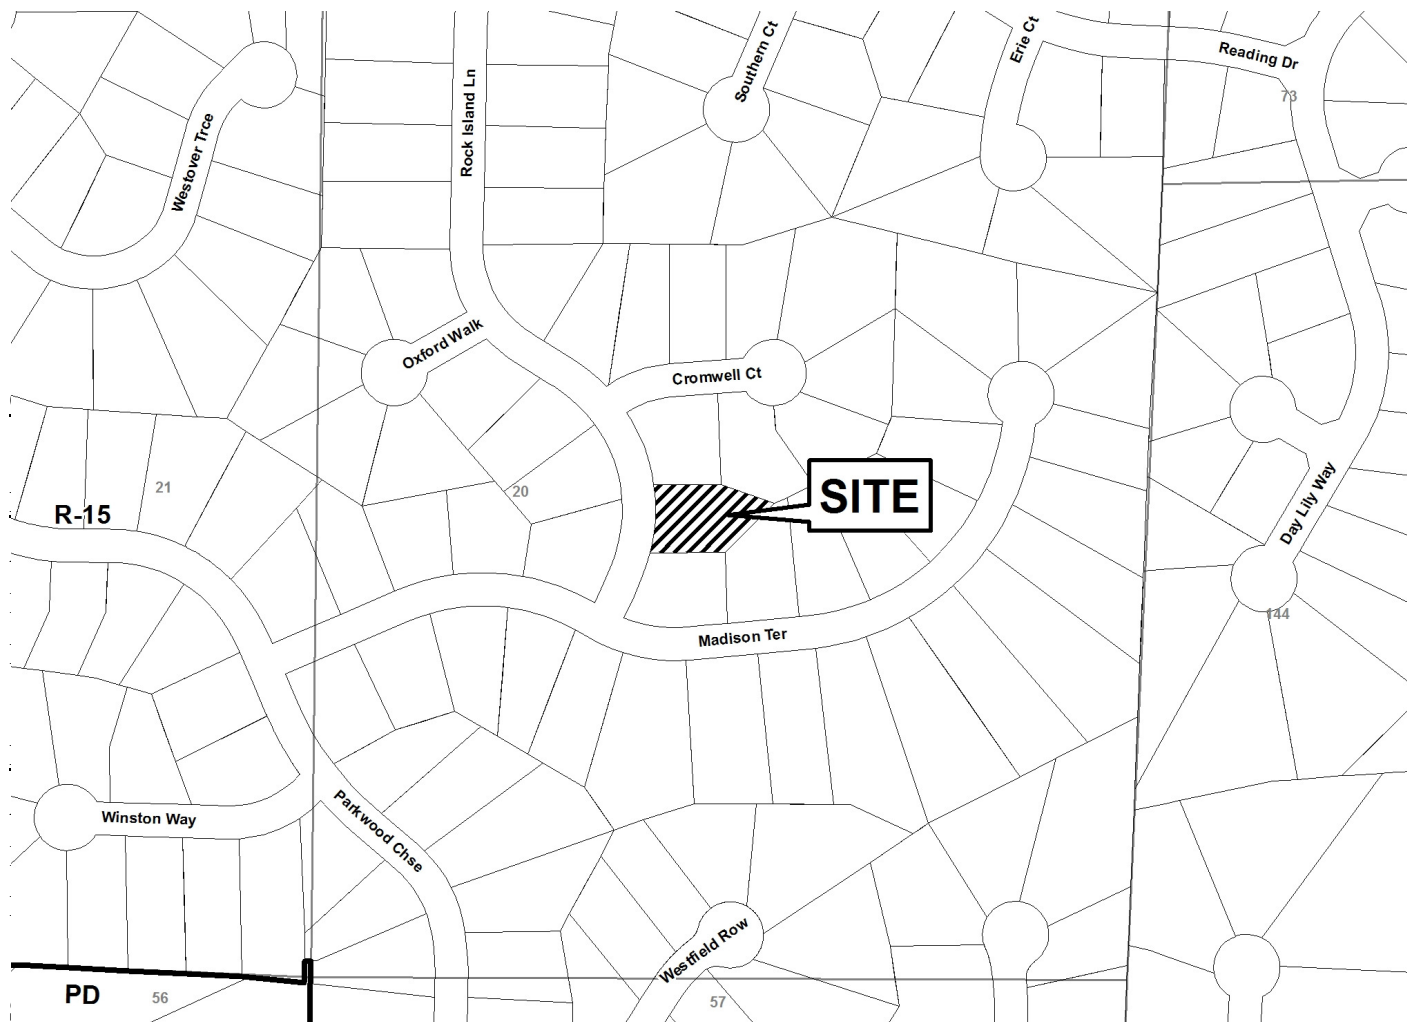 Erie Ct
Southern Ct
Reading Dr
73
Rock Island Ln
Westover Trce
Oxford Walk
Cromwell Ct
21
20
SITE
R-15
Day Lily Way
144
Madison Ter
Winston Way
Parkwood Chse
Westfield Row
PD
56
57